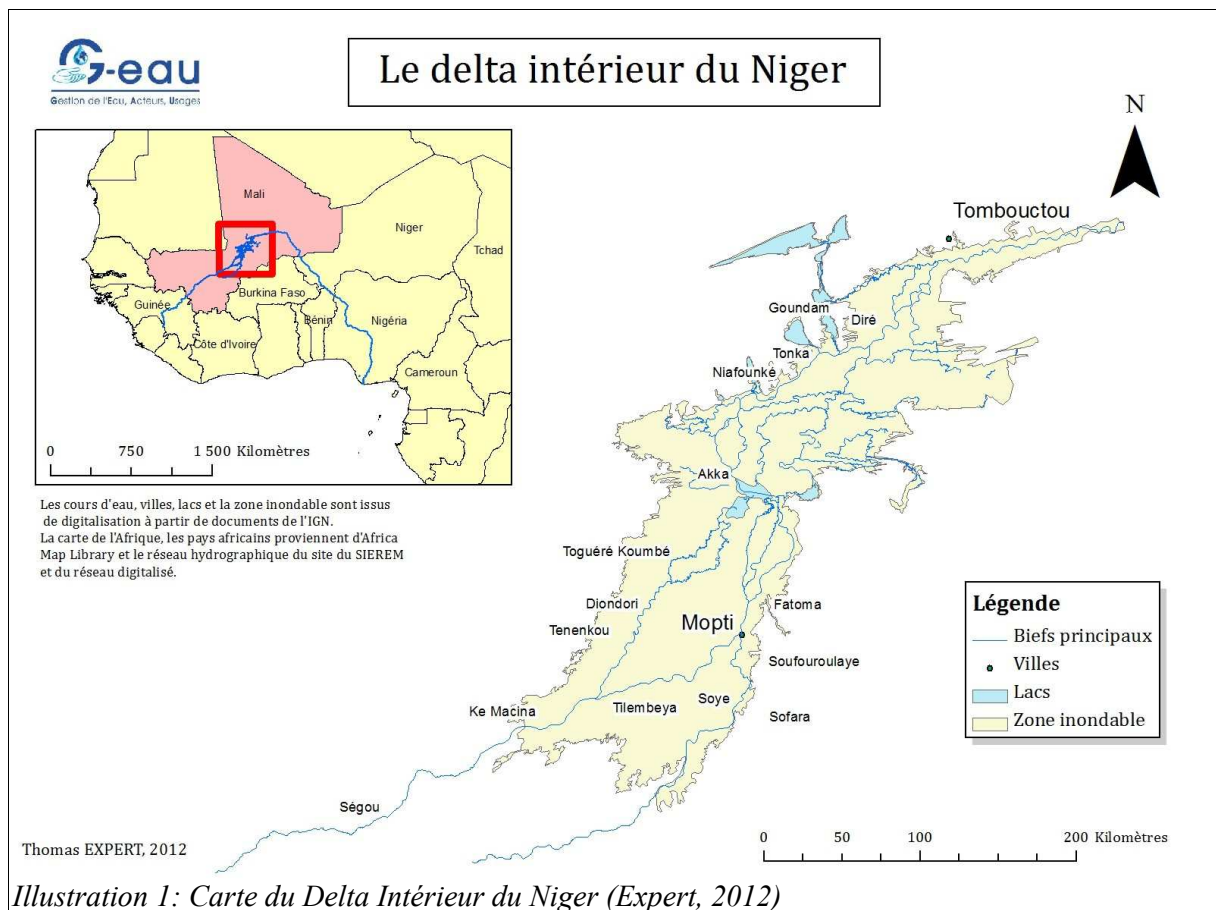 G-eau
Gestion de l'Eau, Acteurs, Usages
Le delta intérieur du Niger
N
Mali
Niger
Tchad
Guinée
Burkina Faso
Bénin
Nigéria
Côte d'Ivoire
Cameroun
0 750 1 500 Kilomètres
Les cours d'eau, villes, lacs et la zone inondable sont issus
de digitalisation à partir de documents de l'IGN.
La carte de l'Afrique, les pays africains proviennent d'Africa
Map Library et le réseau hydrographique du site du SIEREM
et du réseau digitalisé.
Tombouctou
Goundam
Diré
Tonka
Niafounké
Akka
Toguéré Koumbé
Diondori
Fatoma
Mopti
Tenenkou
Soufouroulaye
Soye
Ke Macina
Tilembeya
Sofara
Ségou
Légende
Biefs principaux
Villes
Lacs
Zone inondable
0 50 100 200 Kilomètres
Thomas EXPERT, 2012
Illustration 1: Carte du Delta Intérieur du Niger (Expert, 2012)